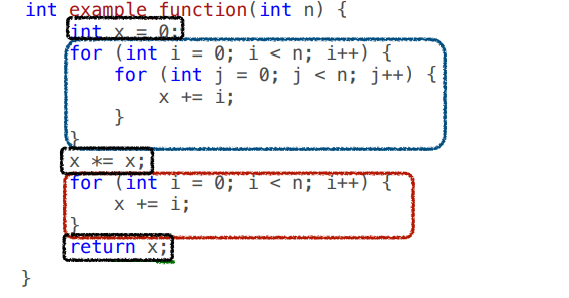 int example_function(int n) {
int x = 0;
for (int i = 0; i < n; i++) {
for (int j = 0; j < n; j++) {
x += i;
}
}
x *= x;
for (int i = 0; i < n; i++) {
x += i;
}
return x;
}